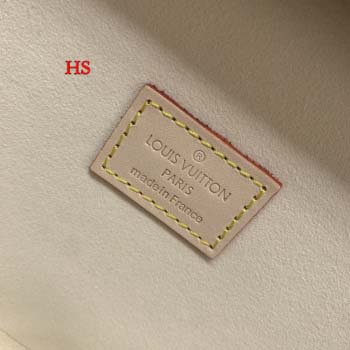 HS
®
LOUIS VUITTON
PARIS
made in France